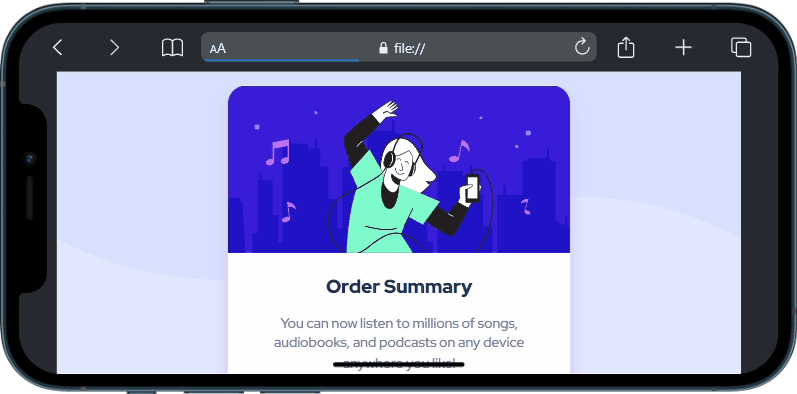 AA
file://
Order Summary
You can now listen to millions of songs,
audiobooks, and podcasts on any device
anywhere you like!